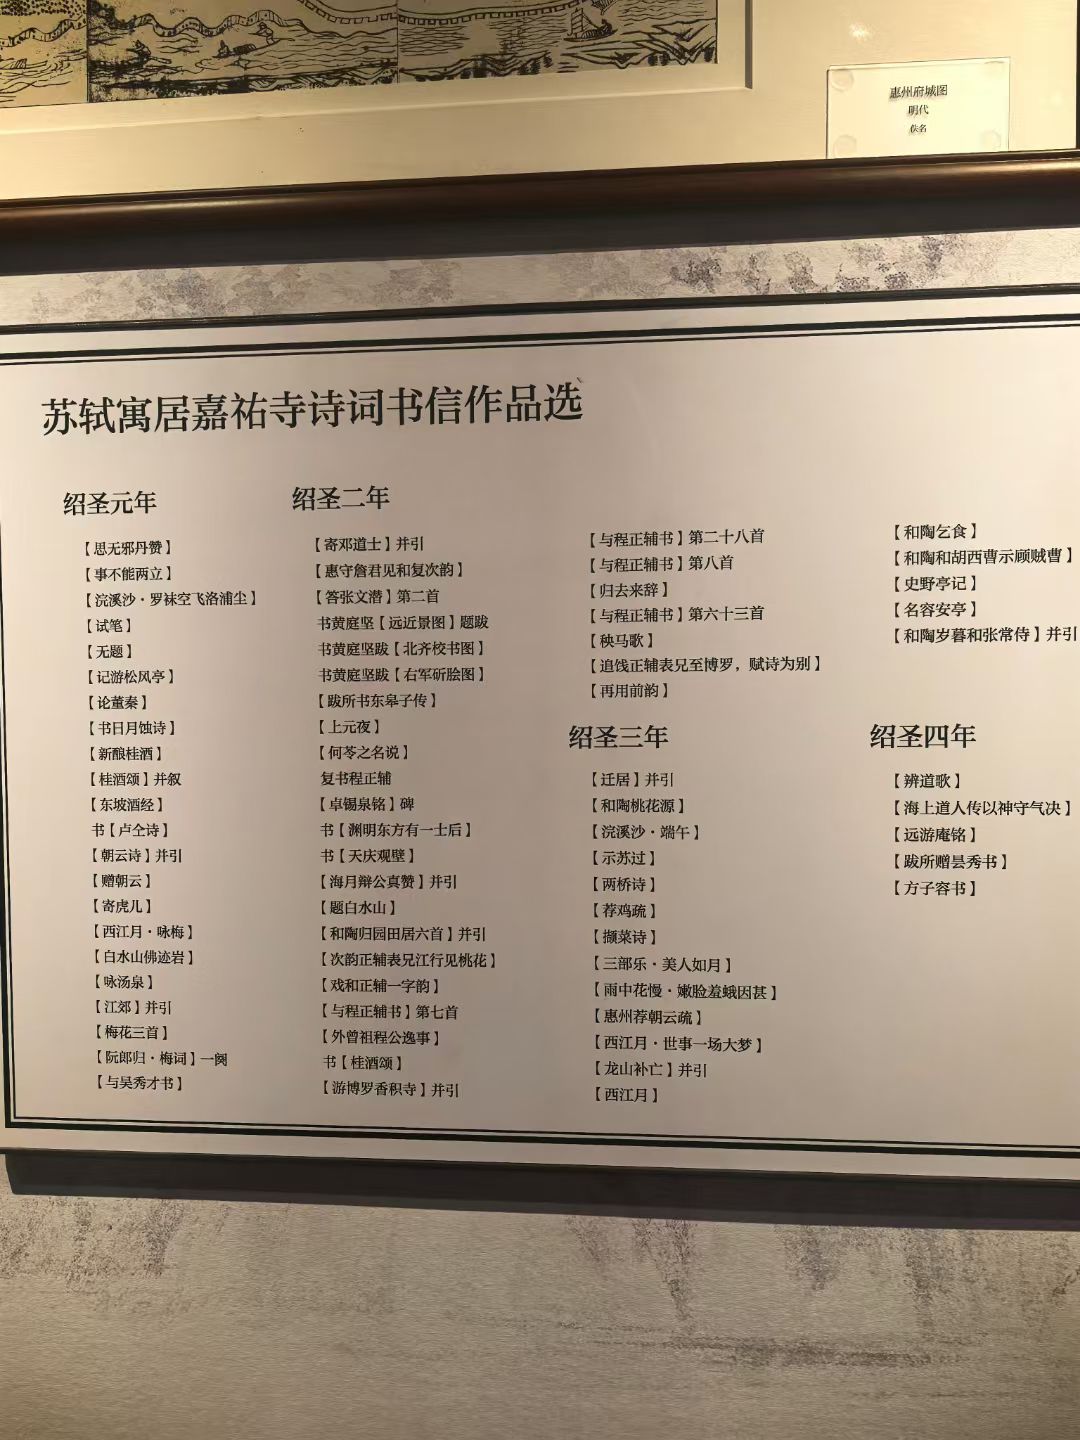 惠州府城图
明代
佚名
苏轼寓居嘉祐寺诗词书信作品选
绍圣元年
【思无邪丹赞】
【事不能两立】
【浣溪沙·罗袜空飞洛浦尘】
【试笔】
【无题】
【记游松风亭】
【论董秦】
【书日月蚀诗】
【新酿桂酒】
【桂酒颂】并叙
【东坡酒经】
书【卢仝诗】
【朝云诗】并引
【赠朝云】
【寄虎儿】
【西江月·咏梅】
【白水山佛迹岩】
【咏汤泉】
【江郊】并引
【梅花三首】
【阮郎归·梅词】一阕
【与吴秀才书】
绍圣二年
【寄邓道士】并引
【惠守詹君见和复次韵】
【答张文潜】第二首
书黄庭坚【远近景图】题跋
书黄庭坚跋【北齐校书图】
书黄庭坚跋【右军斫脍图】
【跋所书东皋子传】
【上元夜】
【何苓之名说】
复书程正辅
【卓锡泉铭】碑
书【渊明东方有一士后】
书【天庆观壁】
【海月辩公真赞】并引
【题白水山】
【和陶归园田居六首】并引
【次韵正辅表兄江行见桃花】
【戏和正辅一字韵】
【与程正辅书】第七首
【外曾祖程公逸事】
书【桂酒颂】
【游博罗香积寺】并引
【与程正辅书】第二十八首
【与程正辅书】第八首
【归去来辞】
【与程正辅书】第六十三首
【秧马歌】
【追饯正辅表兄至博罗，赋诗为别】
【再用前韵】
绍圣三年
【迁居】并引
【和陶桃花源】
【浣溪沙·端午】
【示苏过】
【两桥诗】
【荐鸡疏】
【撷菜诗】
【三部乐·美人如月】
【雨中花慢·嫩脸羞蛾因甚】
【惠州荐朝云疏】
【西江月·世事一场大梦】
【龙山补亡】并引
【西江月】
【和陶乞食】
【和陶和胡西曹示顾贼曹】
【史野亭记】
【名容安亭】
【和陶岁暮和张常侍】并引
绍圣四年
【辨道歌】
【海上道人传以神守气决】
【远游庵铭】
【跋所赠昙秀书】
【方子容书】